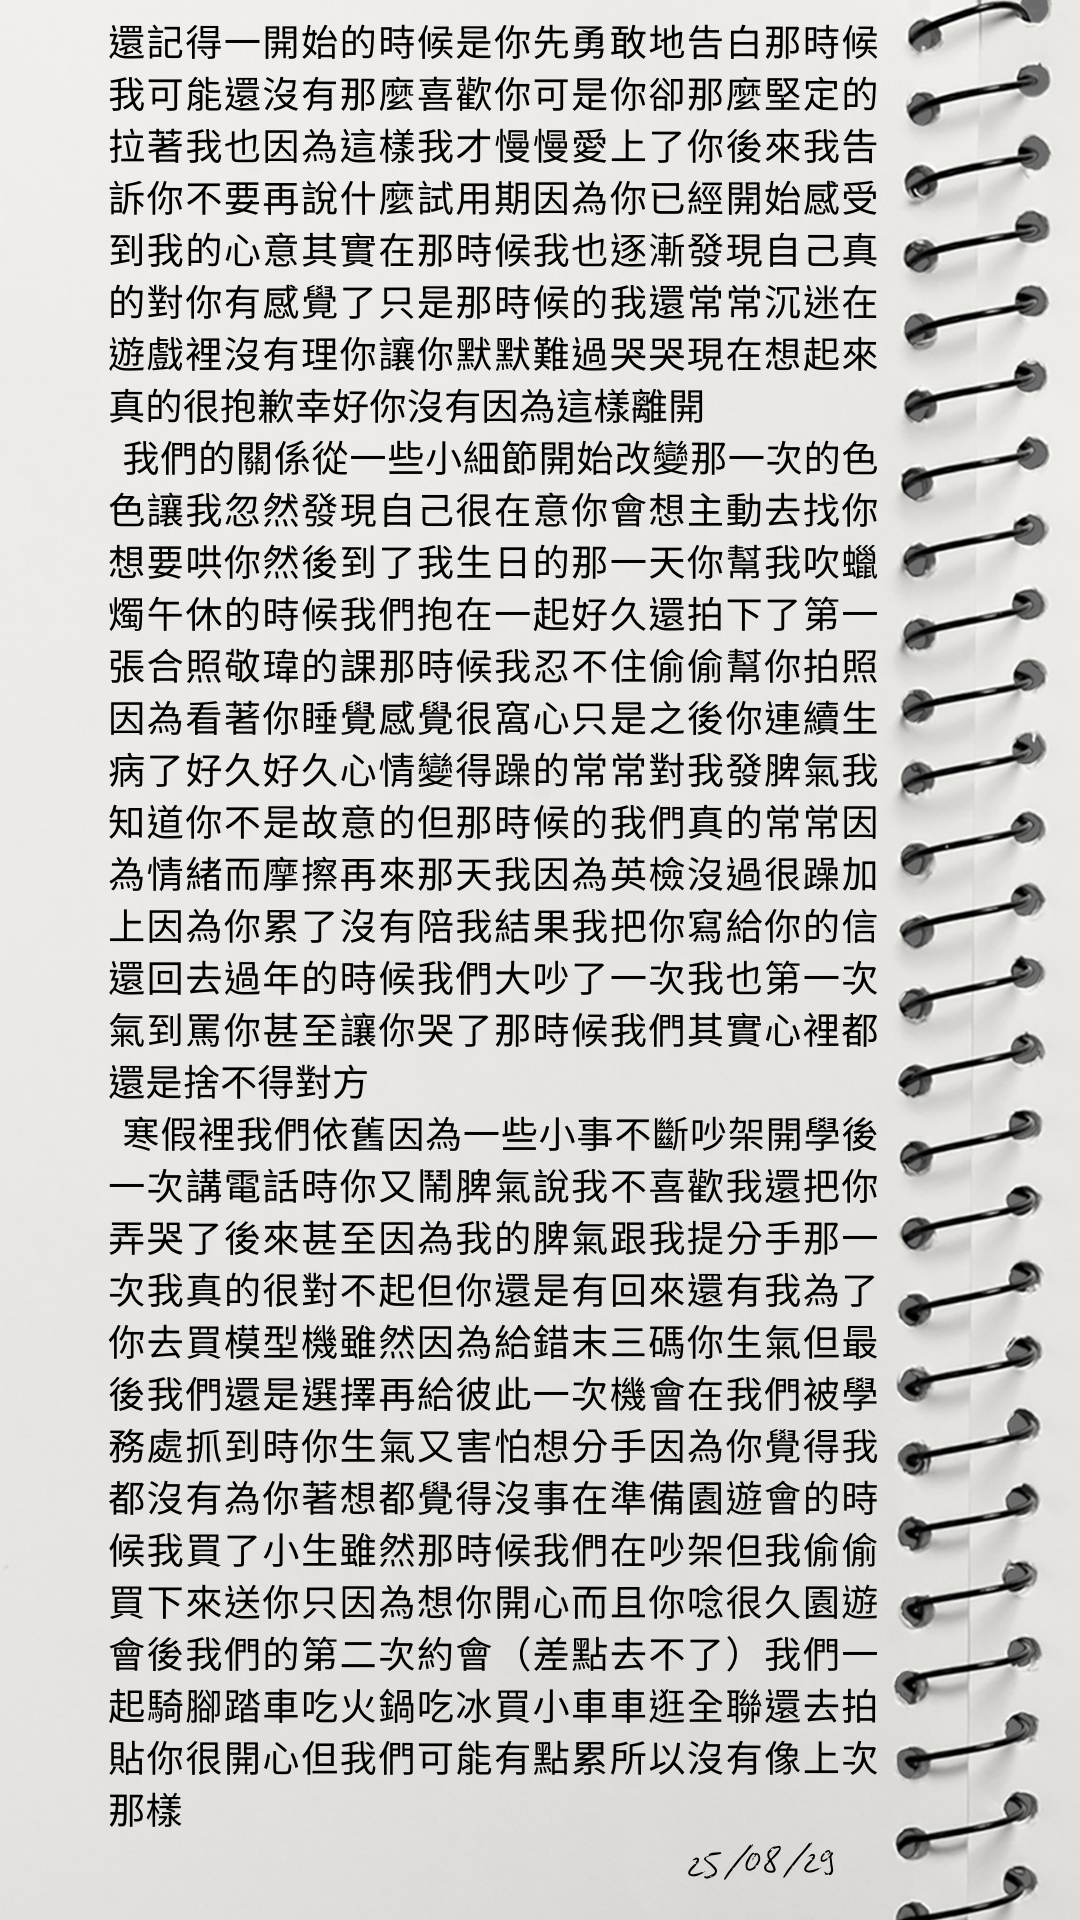 還記得一開始的時候是你先勇敢地告白那時候
我可能還沒有那麼喜歡你可是你卻那麼堅定的
拉著我也因為這樣我才慢慢愛上了你後來我告
訴你不要再說什麼試用期因為你已經開始感受
到我的心意其實在那時候我也逐漸發現自己真
的對你有感覺了只是那時候的我還常常沉迷在
遊戲裡沒有理你讓你默默難過哭哭現在想起來
真的很抱歉幸好你沒有因為這樣離開
我們的關係從一些小細節開始改變那一次的色
色讓我忽然發現自己很在意你會想主動去找你
想要哄你然後到了我生日的那一天你幫我吹蠟
燭午休的時候我們抱在一起好久還拍下了第一
張合照敬瑋的課那時候我忍不住偷偷幫你拍照
因為看著你睡覺感覺很窩心只是之後你連續生
病了好久好久心情變得躁的常常對我發脾氣我
知道你不是故意的但那時候的我們真的常常因
為情緒而摩擦再來那天我因為英檢沒過很躁加
上因為你累了沒有陪我結果我把你寫給你的信
還回去過年的時候我們大吵了一次我也第一次
氣到罵你甚至讓你哭了那時候我們其實心裡都
還是捨不得對方
寒假裡我們依舊因為一些小事不斷吵架開學後
一次講電話時你又鬧脾氣說我不喜歡我還把你
弄哭了後來甚至因為我的脾氣跟我提分手那一
次我真的很對不起但你還是有回來還有我為了
你去買模型機雖然因為給錯末三碼你生氣但最
後我們還是選擇再給彼此一次機會在我們被學
務處抓到時你生氣又害怕想分手因為你覺得我
都沒有為你著想都覺得沒事在準備園遊會的時
候我買了小生雖然那時候我們在吵架但我偷偷
買下來送你只因為想你開心而且你唸很久園遊
會後我們的第二次約會（差點去不了）我們一
起騎腳踏車吃火鍋吃冰買小車車逛全聯還去拍
貼你很開心但我們可能有點累所以沒有像上次
那樣
25/08/29